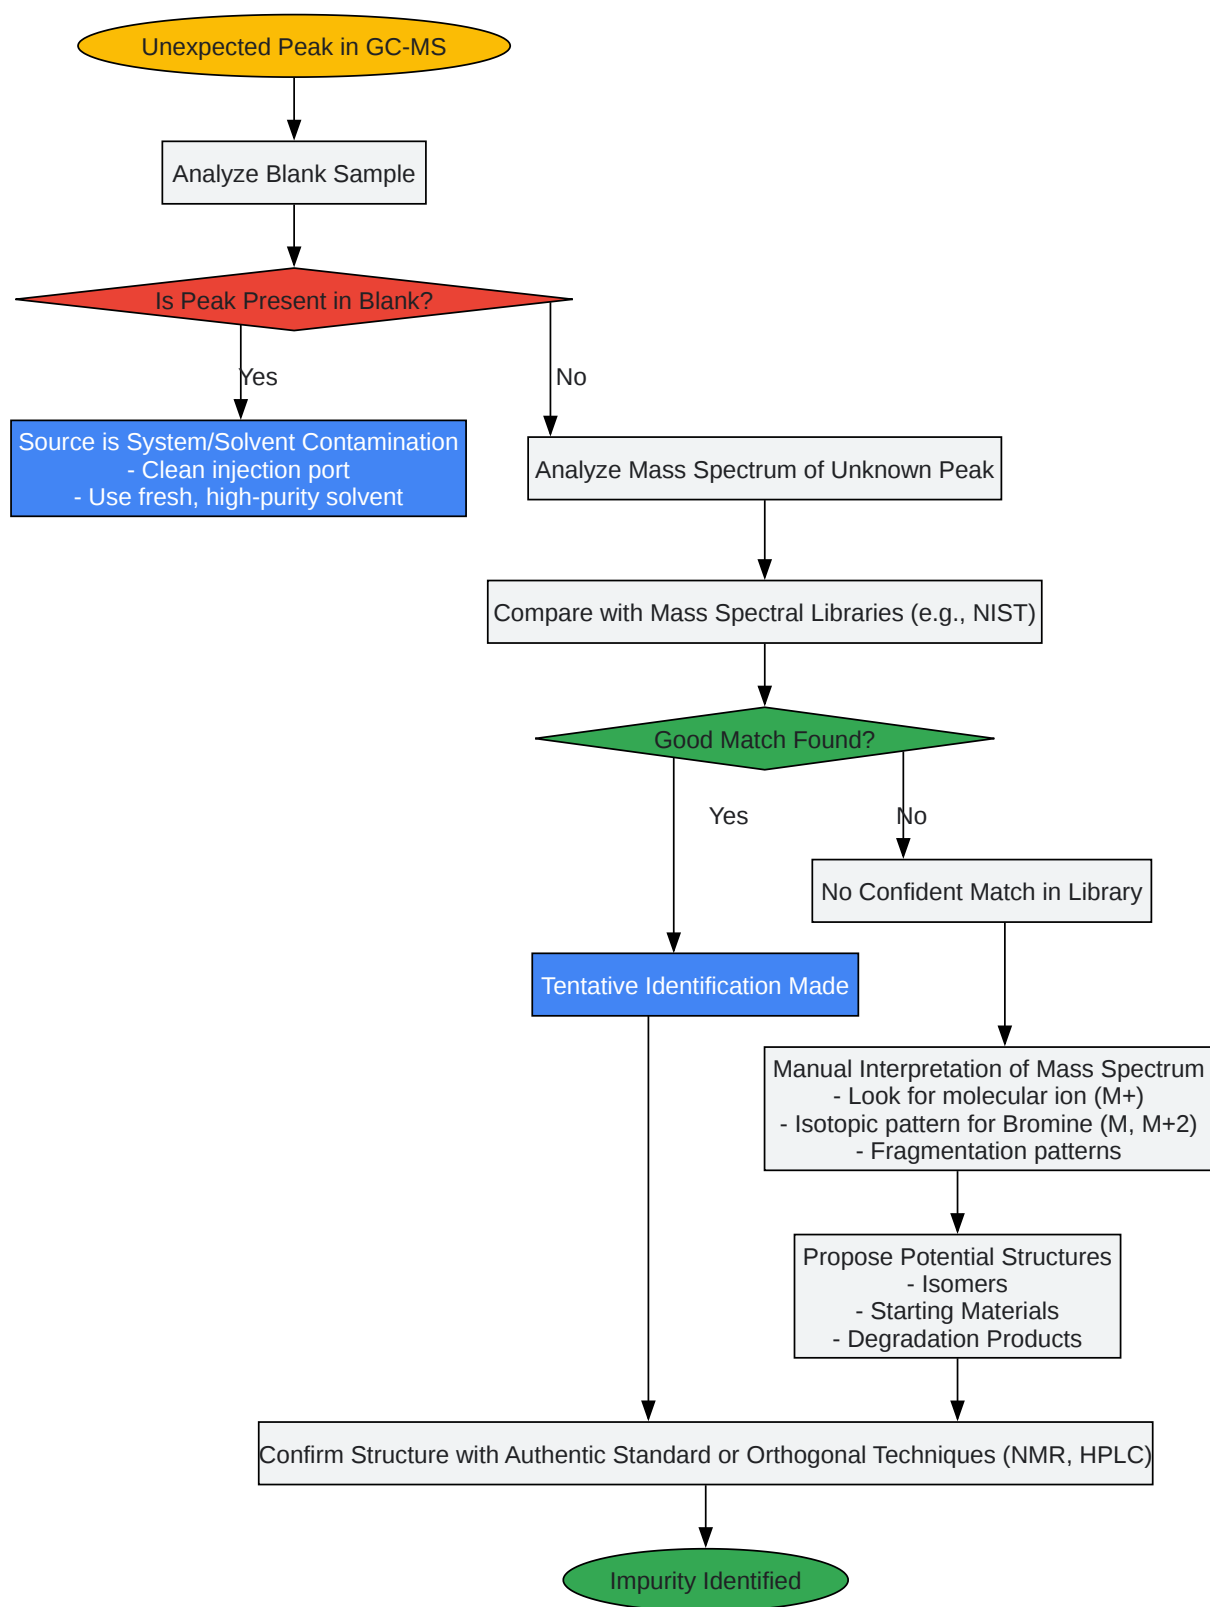 Unexpected Peak in GC-MS
Analyze Blank Sample
Is Peak Present in Blank?
Yes
No
Source is System/Solvent Contamination
- Clean injection port
- Use fresh, high-purity solvent
Analyze Mass Spectrum of Unknown Peak
Compare with Mass Spectral Libraries (e.g., NIST)
Good Match Found?
Yes
No
No Confident Match in Library
Tentative Identification Made
Manual Interpretation of Mass Spectrum
- Look for molecular ion (M+)
- Isotopic pattern for Bromine (M, M+2)
- Fragmentation patterns
Propose Potential Structures
- Isomers
- Starting Materials
- Degradation Products
Confirm Structure with Authentic Standard or Orthogonal Techniques (NMR, HPLC)
Impurity Identified